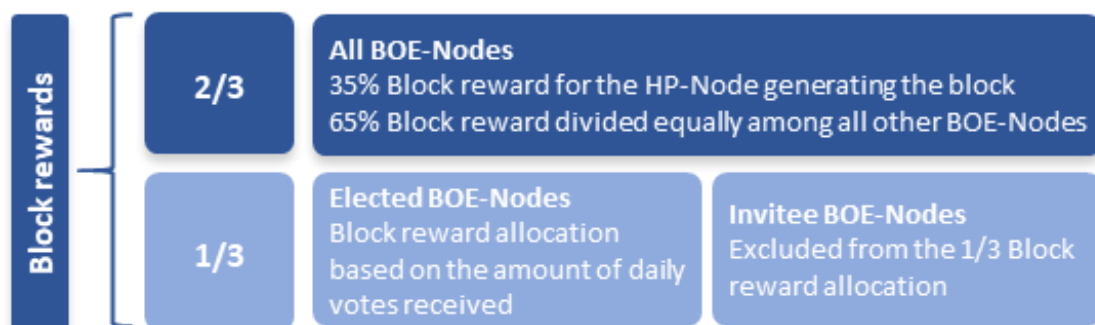 Block rewards
2/3
All BOE-Nodes
35% Block reward for the HP-Node generating the block
65% Block reward divided equally among all other BOE-Nodes
1/3
Elected BOE-Nodes
Block reward allocation
based on the amount of daily
votes received
Invitee BOE-Nodes
Excluded from the 1/3 Block
reward allocation